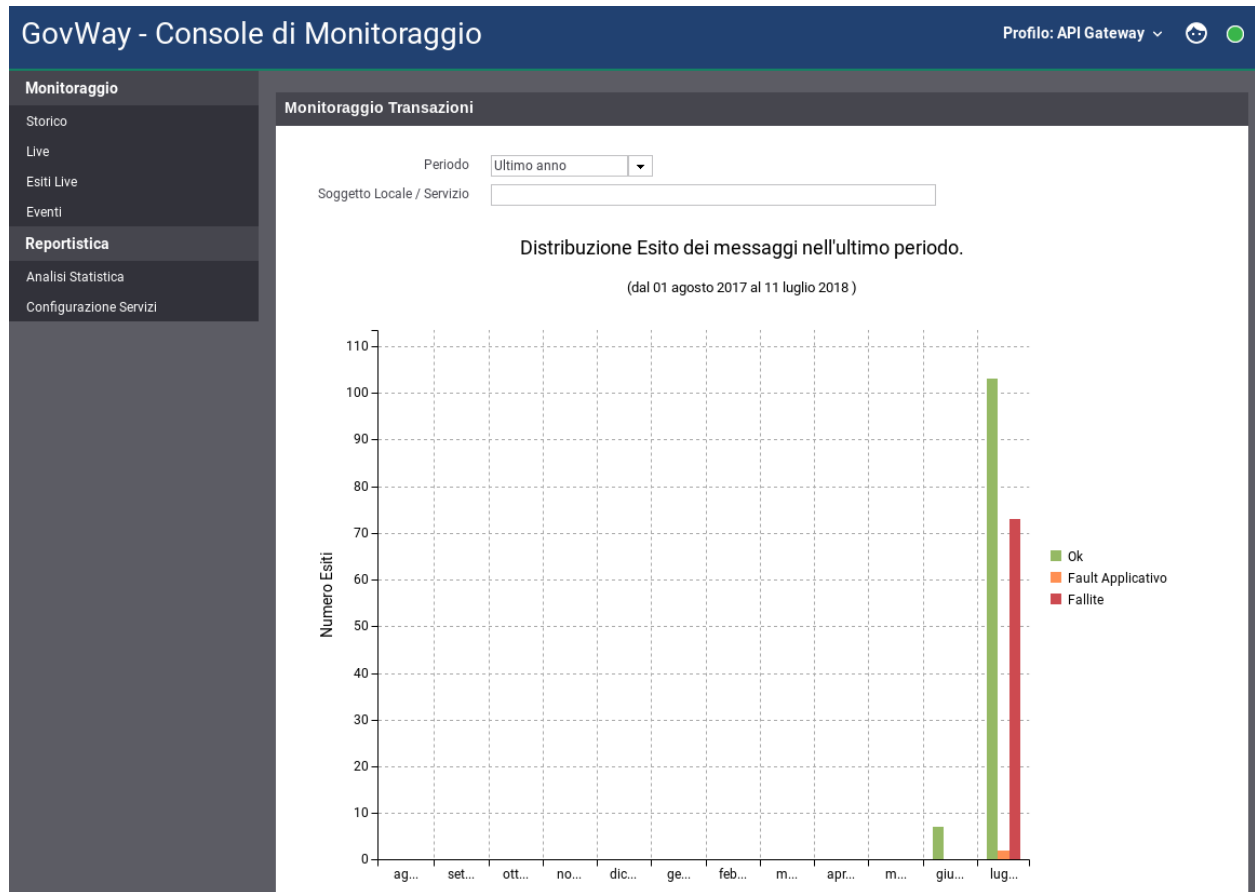 GovWay - Console di Monitoraggio
Profilo: API Gateway
Monitoraggio
Storico
Live
Esiti Live
Eventi
Reportistica
Analisi Statistica
Configurazione Servizi
Monitoraggio Transazioni
Periodo Ultimo anno
Soggetto Locale / Servizio
Distribuzione Esito dei messaggi nell'ultimo periodo.
(dal 01 agosto 2017 al 11 luglio 2018 )
Numero Esiti
110
100
90
80
70
60
50
40
30
20
10
0
ag... set... ott... no... dic... ge... feb... m... apr... m... giu... lug...
Ok
Fault Applicativo
Fallite